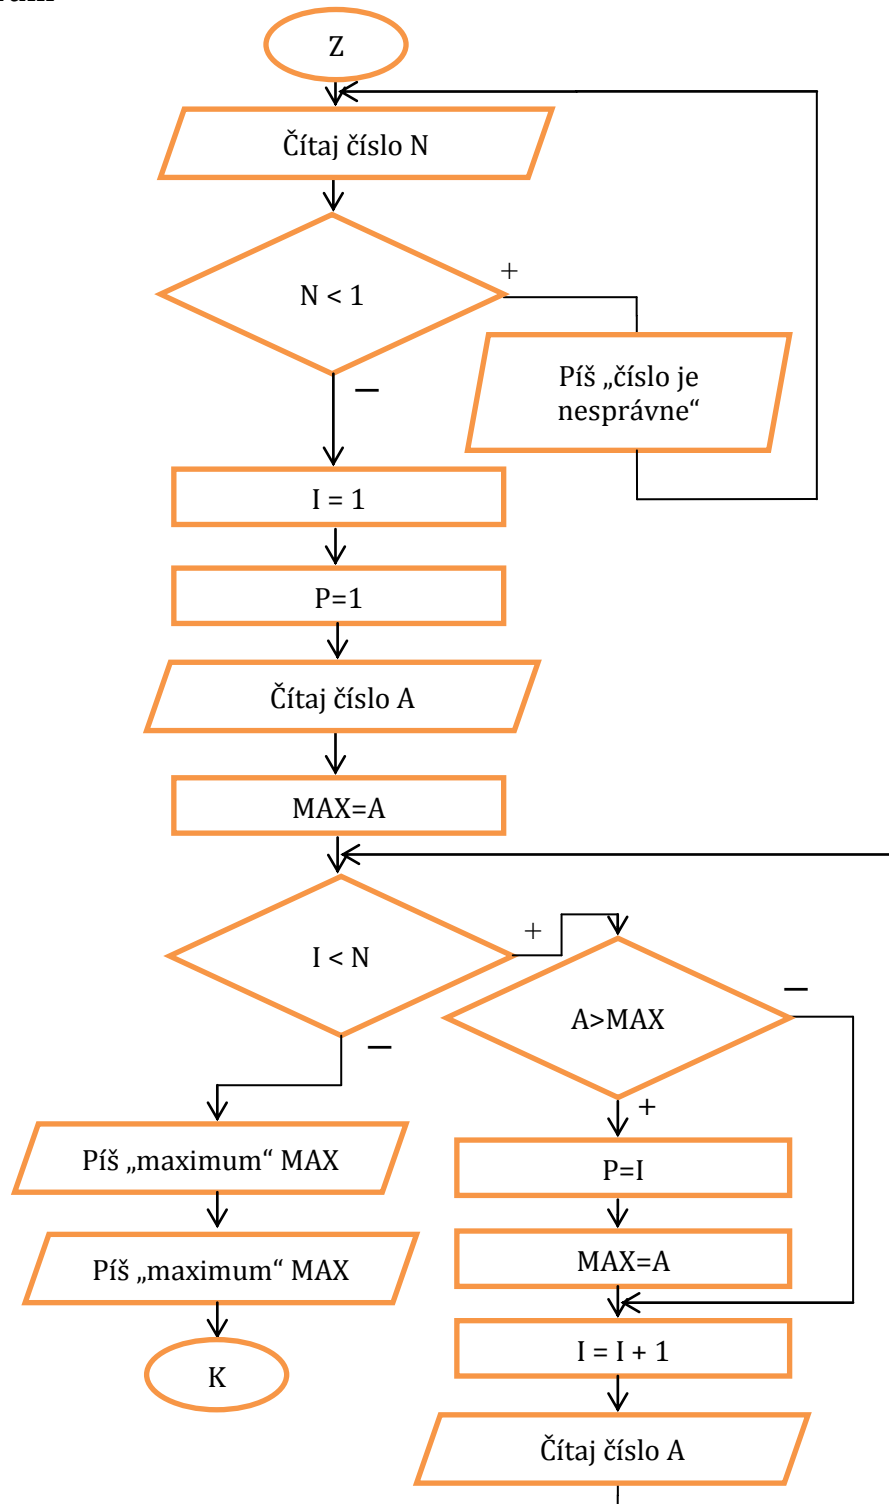 Z
Čítaj číslo N
N < 1
+
Píš „číslo je
nesprávne“
–
I = 1
P=1
Čítaj číslo A
MAX=A
I < N
+
A>MAX
–
–
+
Píš „maximum“ MAX
P=I
Píš „maximum“ MAX
MAX=A
I = I + 1
K
Čítaj číslo A